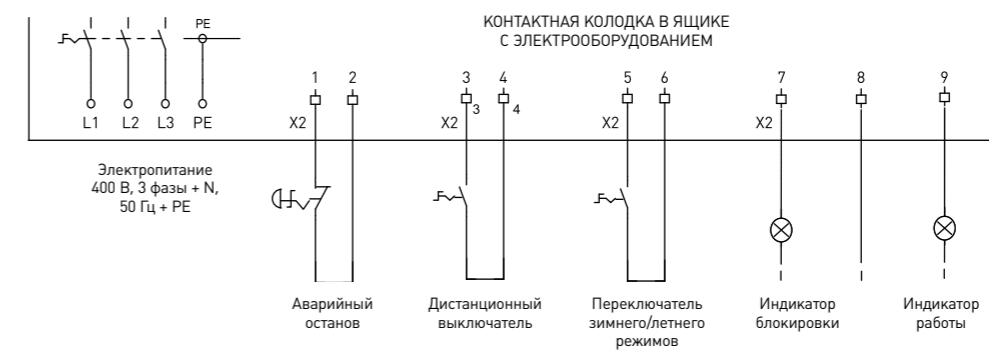 КОНТАКТНАЯ КОЛОДКА В ЯЩИКЕ
С ЭЛЕКТРООБОРУДОВАНИЕМ
PE
1 2 3 4 5 6 7 8 9
3 4
L1 L2 L3 PE X2 X2 X2 X2
Электропитание
400 В, 3 фазы + N,
50 Гц + PE
Аварийный
останов
Дистанционный
выключатель
Переключатель
зимнего/летнего
режимов
Индикатор
блокировки
Индикатор
работы